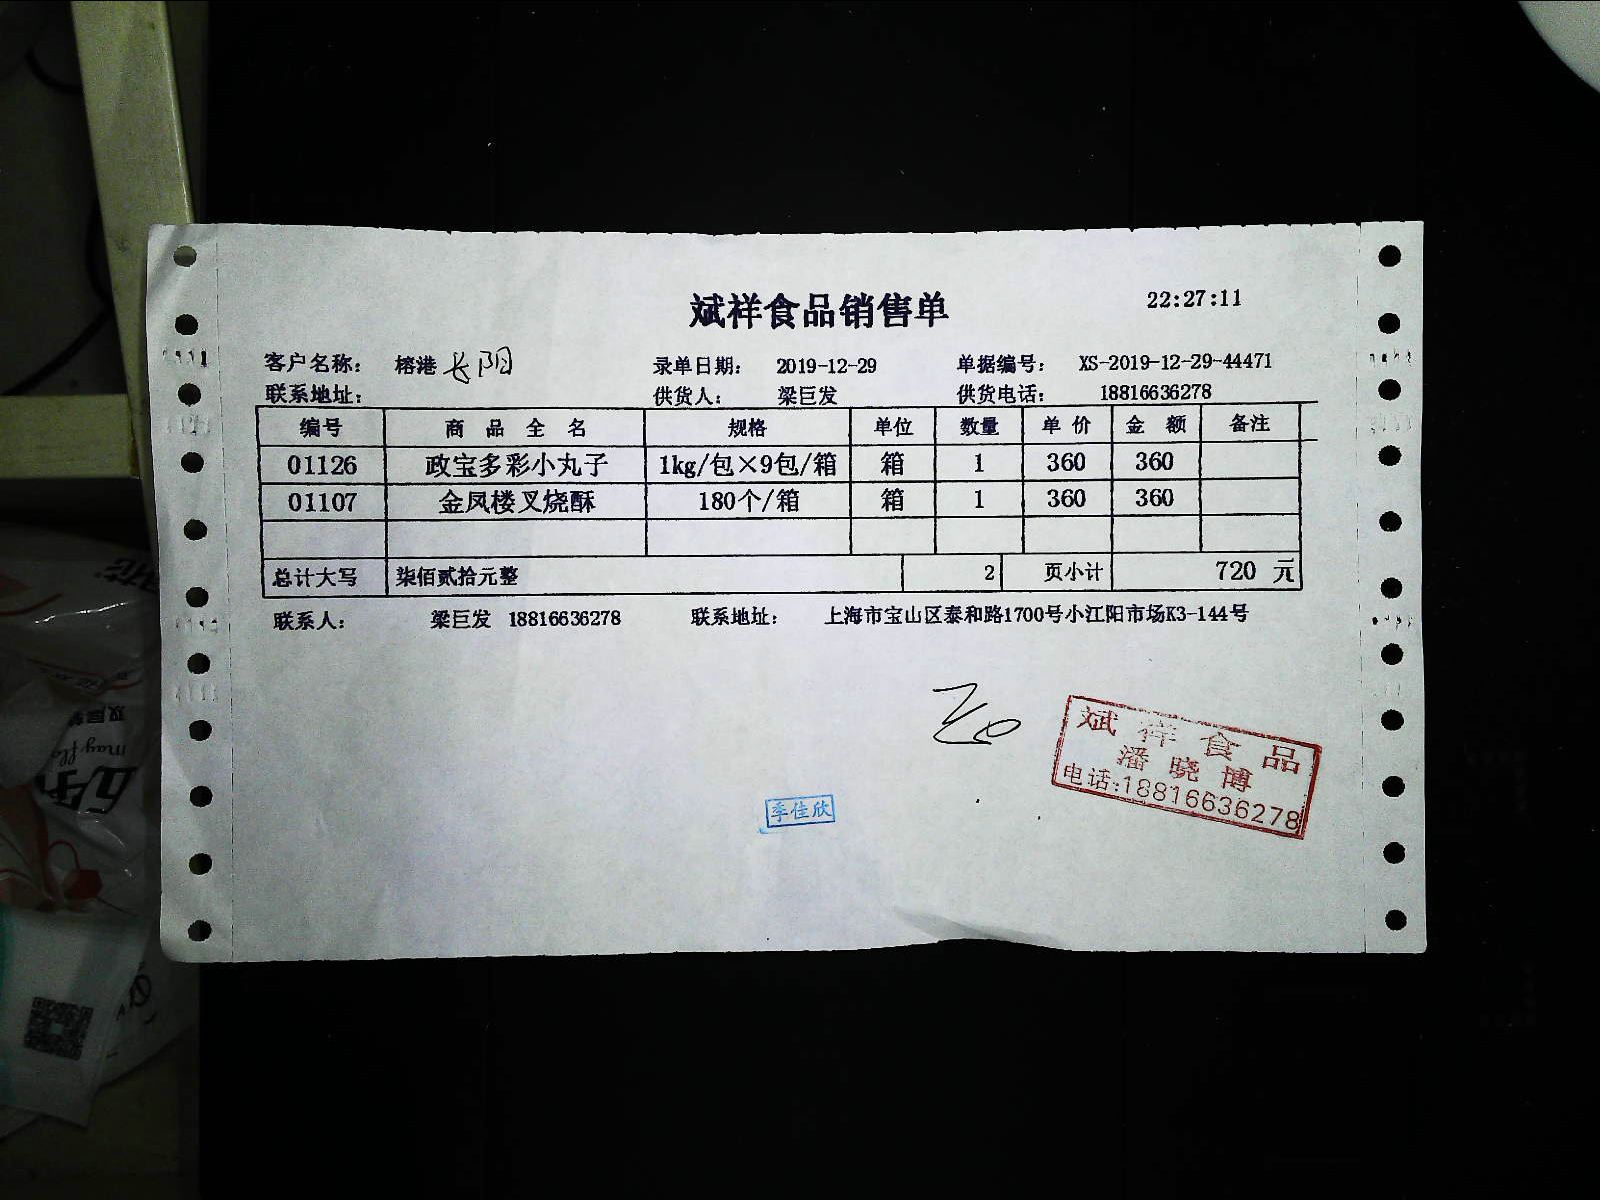 斌祥食品销售单 22:27:11
客户名称： 榕港 长阳 录单日期： 2019-12-29 单据编号： XS-2019-12-29-44471
联系地址： 供货人： 梁巨发 供货电话： 18816636278
编号 商品全名 规格 单位 数量 单价 金额 备注
01126 政宝多彩小丸子 1kg/包×9包/箱 箱 1 360 360
01107 金凤楼叉烧酥 180个/箱 箱 1 360 360
总计大写 柒佰贰拾元整 2 页小计 720 元
联系人： 梁巨发 18816636278 联系地址： 上海市宝山区泰和路1700号小江阳市场K3-144号
斌祥食品
潘晓博
电话:18816636278
季佳欣